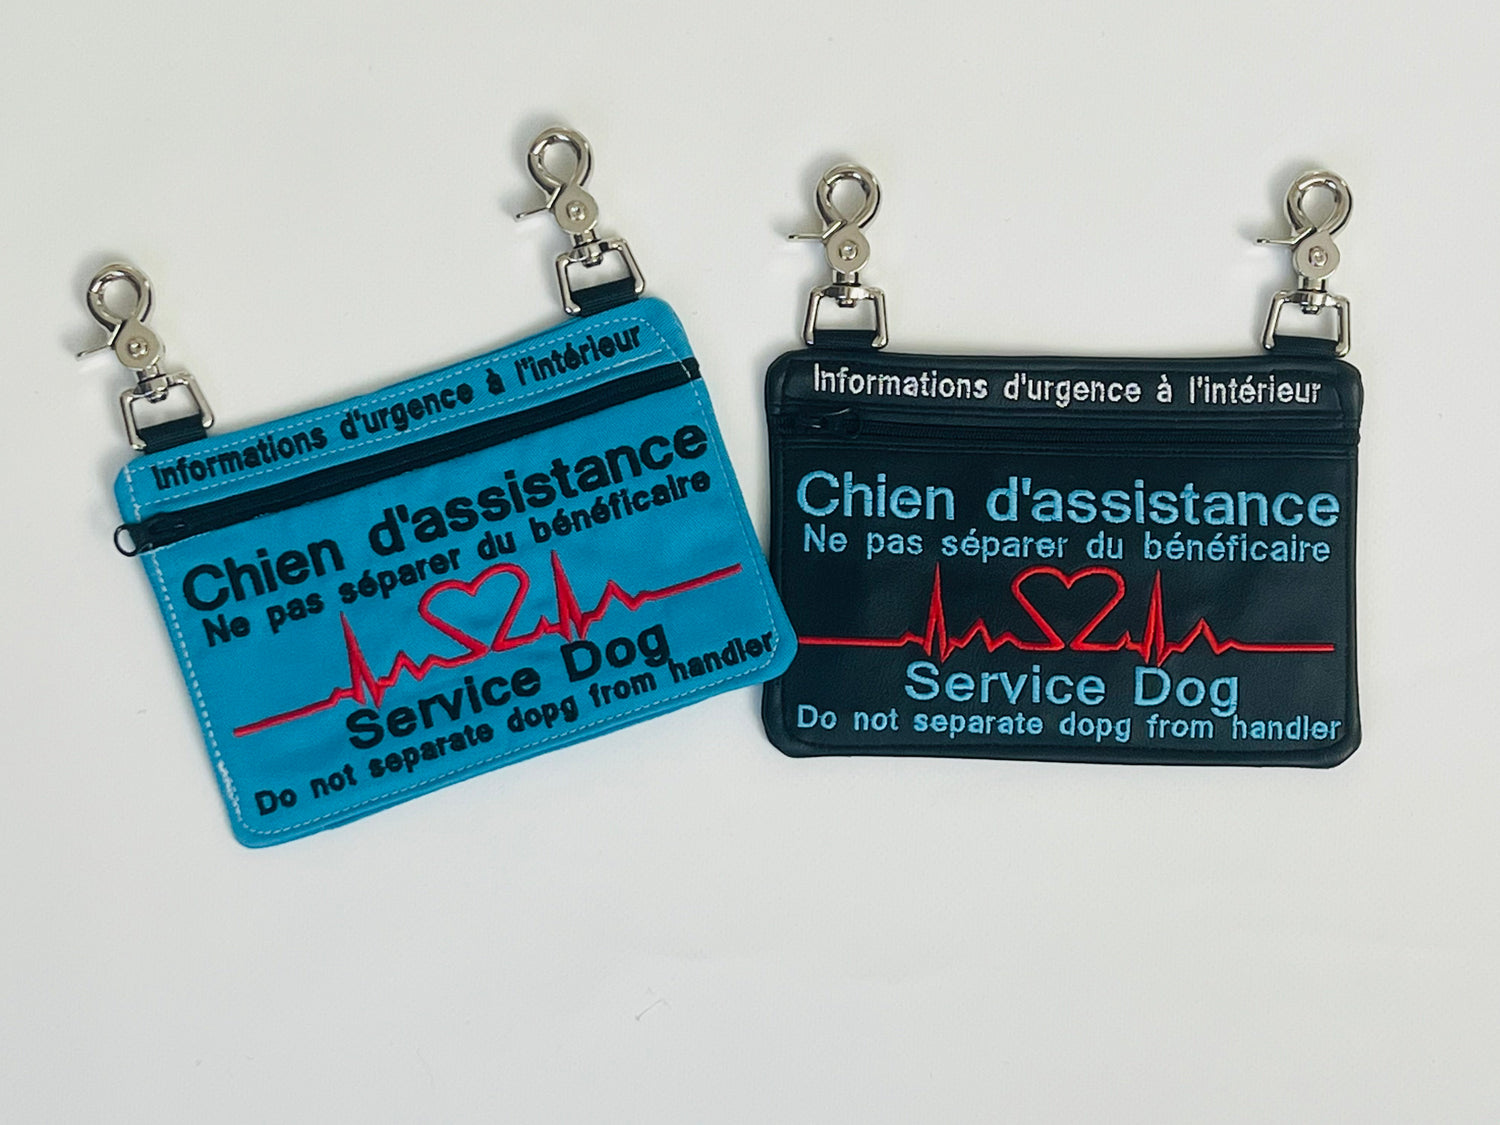 Informations d'urgence à l'intérieur
Chien d'assistance
Ne pas séparer du bénéficaire
Service Dog
Do not separate dopg from handler
Informations d'urgence à l'intérieur
Chien d'assistance
Ne pas séparer du bénéficaire
Service Dog
Do not separate dopg from handler